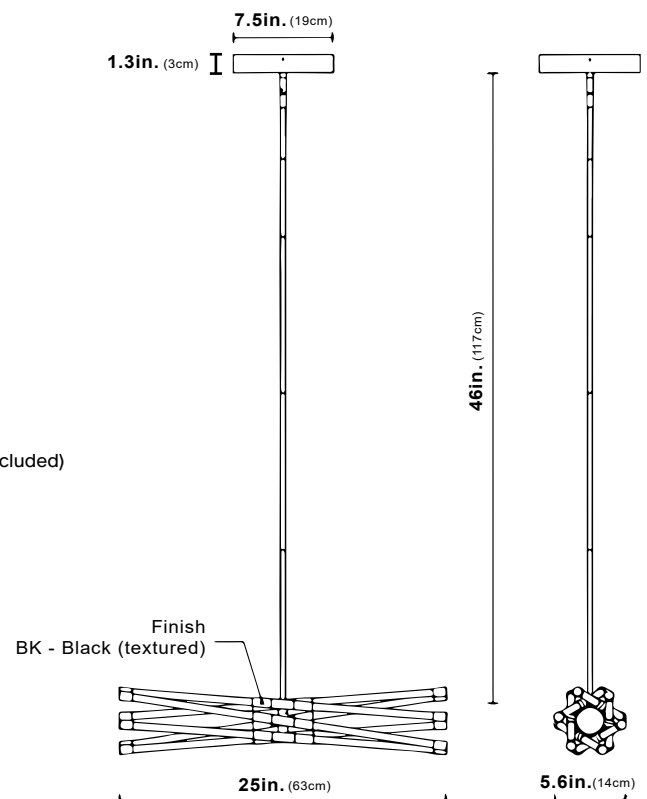 7.5in. (19cm)
1.3in. (3cm)
46in. (117cm)
cluded)
Finish
BK - Black (textured)
25in. (63cm)
5.6in. (14cm)